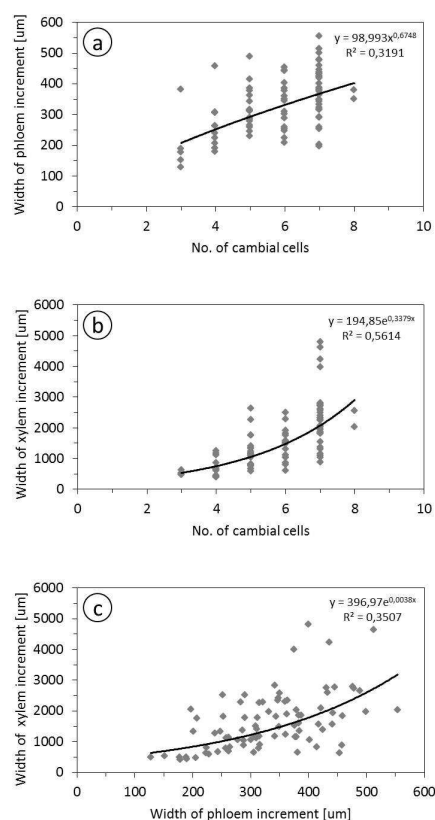 a
y = 98,993x^0,6748
R² = 0,3191
Width of phloem increment [um]
600
500
400
300
200
100
0
0 2 4 6 8 10
No. of cambial cells
b
y = 194,85e^0,3379x
R² = 0,5614
Width of xylem increment [um]
6000
5000
4000
3000
2000
1000
0
0 2 4 6 8 10
No. of cambial cells
c
y = 396,97e^0,0038x
R² = 0,3507
Width of xylem increment [um]
6000
5000
4000
3000
2000
1000
0
100 200 300 400 500 600
Width of phloem increment [um]